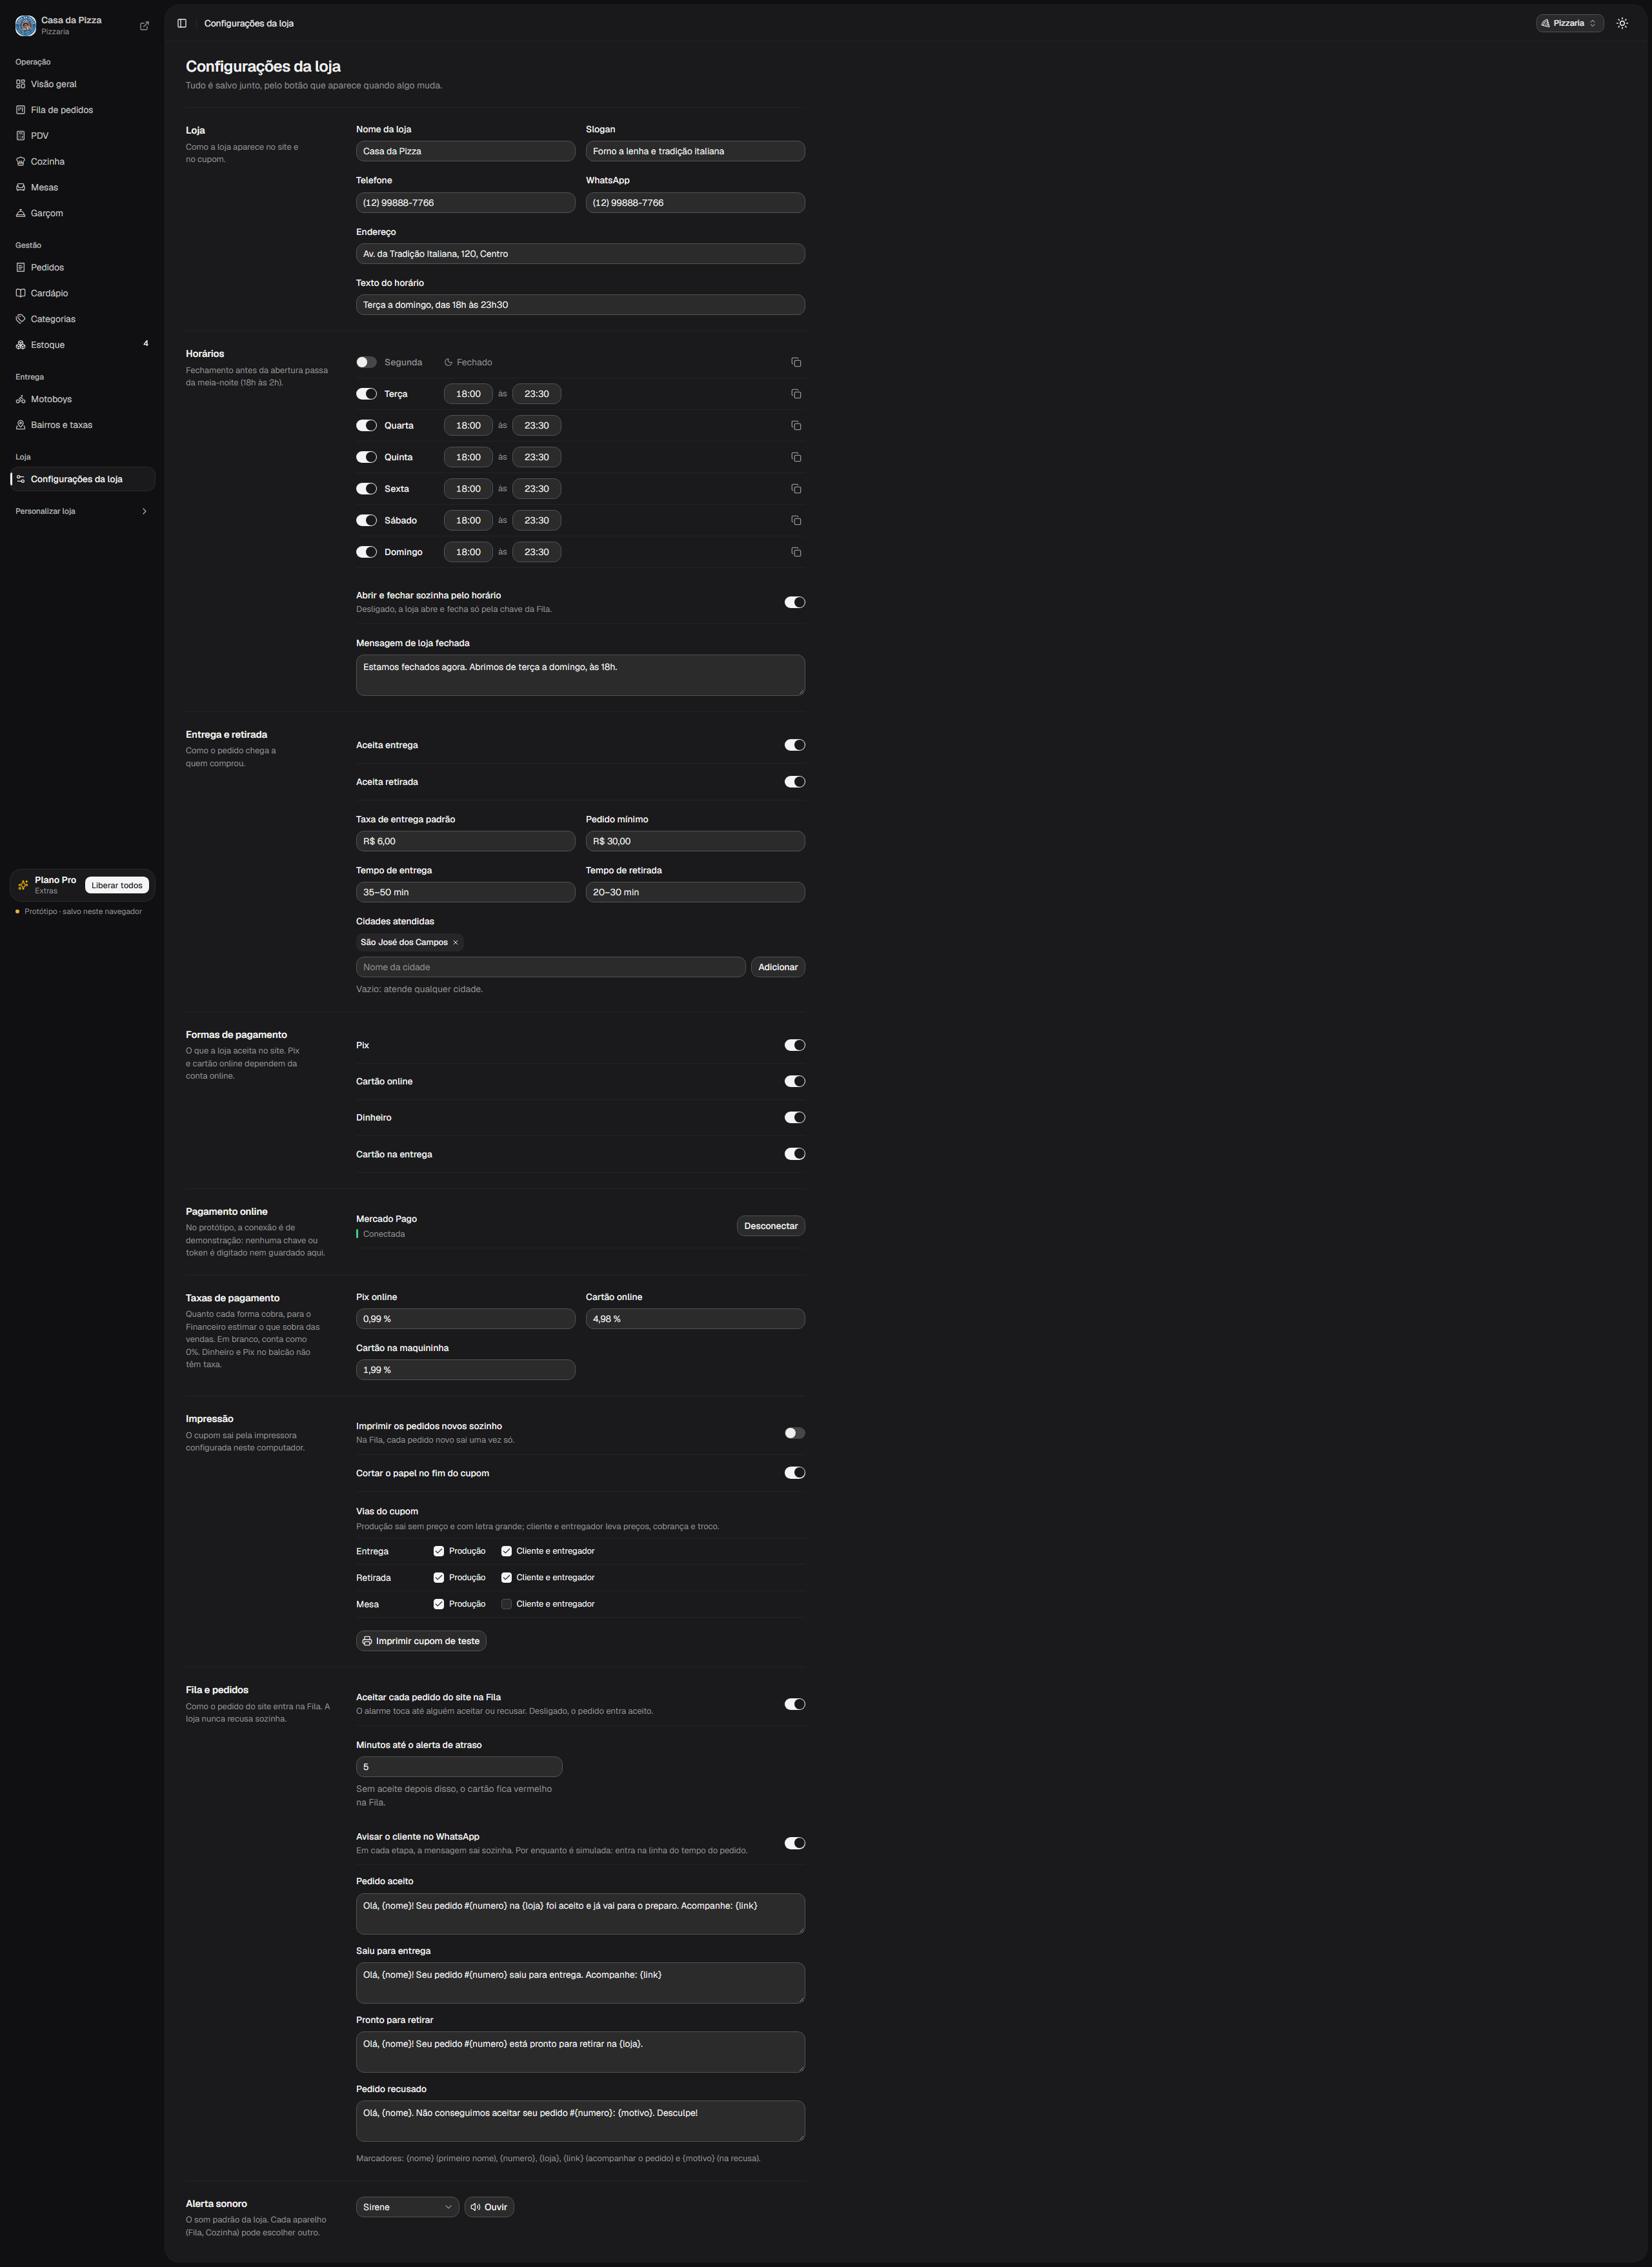 Casa da Pizza
Pizzaria
Operação
Visão geral
Fila de pedidos
PDV
Cozinha
Mesas
Garçom
Gestão
Pedidos
Cardápio
Categorias
Estoque 4
Entrega
Motoboys
Bairros e taxas
Loja
Configurações da loja
Personalizar loja
Plano Pro
Extras
Liberar todos
Protótipo · salvo neste navegador
Configurações da loja
Pizzaria
Configurações da loja
Tudo é salvo junto, pelo botão que aparece quando algo muda.
Loja
Como a loja aparece no site e
no cupom.
Nome da loja
Casa da Pizza
Slogan
Forno a lenha e tradição italiana
Telefone
(12) 99888-7766
WhatsApp
(12) 99888-7766
Endereço
Av. da Tradição Italiana, 120, Centro
Texto do horário
Terça a domingo, das 18h às 23h30
Horários
Fechamento antes da abertura passa
da meia-noite (18h às 2h).
Segunda Fechado
Terça 18:00 às 23:30
Quarta 18:00 às 23:30
Quinta 18:00 às 23:30
Sexta 18:00 às 23:30
Sábado 18:00 às 23:30
Domingo 18:00 às 23:30
Abrir e fechar sozinha pelo horário
Desligado, a loja abre e fecha só pela chave da Fila.
Mensagem de loja fechada
Estamos fechados agora. Abrimos de terça a domingo, às 18h.
Entrega e retirada
Como o pedido chega a
quem comprou.
Aceita entrega
Aceita retirada
Taxa de entrega padrão
R$ 6,00
Pedido mínimo
R$ 30,00
Tempo de entrega
35–50 min
Tempo de retirada
20–30 min
Cidades atendidas
São José dos Campos ×
Nome da cidade
Adicionar
Vazio: atende qualquer cidade.
Formas de pagamento
O que a loja aceita no site. Pix
e cartão online dependem da
conta online.
Pix
Cartão online
Dinheiro
Cartão na entrega
Pagamento online
No protótipo, a conexão é de
demonstração: nenhuma chave ou
token é digitado nem guardado aqui.
Mercado Pago
Conectada
Desconectar
Taxas de pagamento
Quanto cada forma cobra, para o
Financeiro estimar o que sobra das
vendas. Em branco, conta como
0%. Dinheiro e Pix no balcão não
têm taxa.
Pix online
0,99 %
Cartão online
4,98 %
Cartão na maquininha
1,99 %
Impressão
O cupom sai pela impressora
configurada neste computador.
Imprimir os pedidos novos sozinho
Na Fila, cada pedido novo sai uma vez só.
Cortar o papel no fim do cupom
Vias do cupom
Produção sai sem preço e com letra grande; cliente e entregador leva preços, cobrança e troco.
Entrega Produção Cliente e entregador
Retirada Produção Cliente e entregador
Mesa Produção Cliente e entregador
Imprimir cupom de teste
Fila e pedidos
Como o pedido do site entra na Fila. A
loja nunca recusa sozinha.
Aceitar cada pedido do site na Fila
O alarme toca até alguém aceitar ou recusar. Desligado, o pedido entra aceito.
Minutos até o alerta de atraso
5
Sem aceite depois disso, o cartão fica vermelho
na Fila.
Avisar o cliente no WhatsApp
Em cada etapa, a mensagem sai sozinha. Por enquanto é simulada: entra na linha do tempo do pedido.
Pedido aceito
Olá, {nome}! Seu pedido #{numero} na {loja} foi aceito e já vai para o preparo. Acompanhe: {link}
Saiu para entrega
Olá, {nome}! Seu pedido #{numero} saiu para entrega. Acompanhe: {link}
Pronto para retirar
Olá, {nome}! Seu pedido #{numero} está pronto para retirar na {loja}.
Pedido recusado
Olá, {nome}. Não conseguimos aceitar seu pedido #{numero}: {motivo}. Desculpe!
Marcadores: {nome} (primeiro nome), {numero}, {loja}, {link} (acompanhar o pedido) e {motivo} (na recusa).
Alerta sonoro
O som padrão da loja. Cada aparelho
(Fila, Cozinha) pode escolher outro.
Sirene
Ouvir